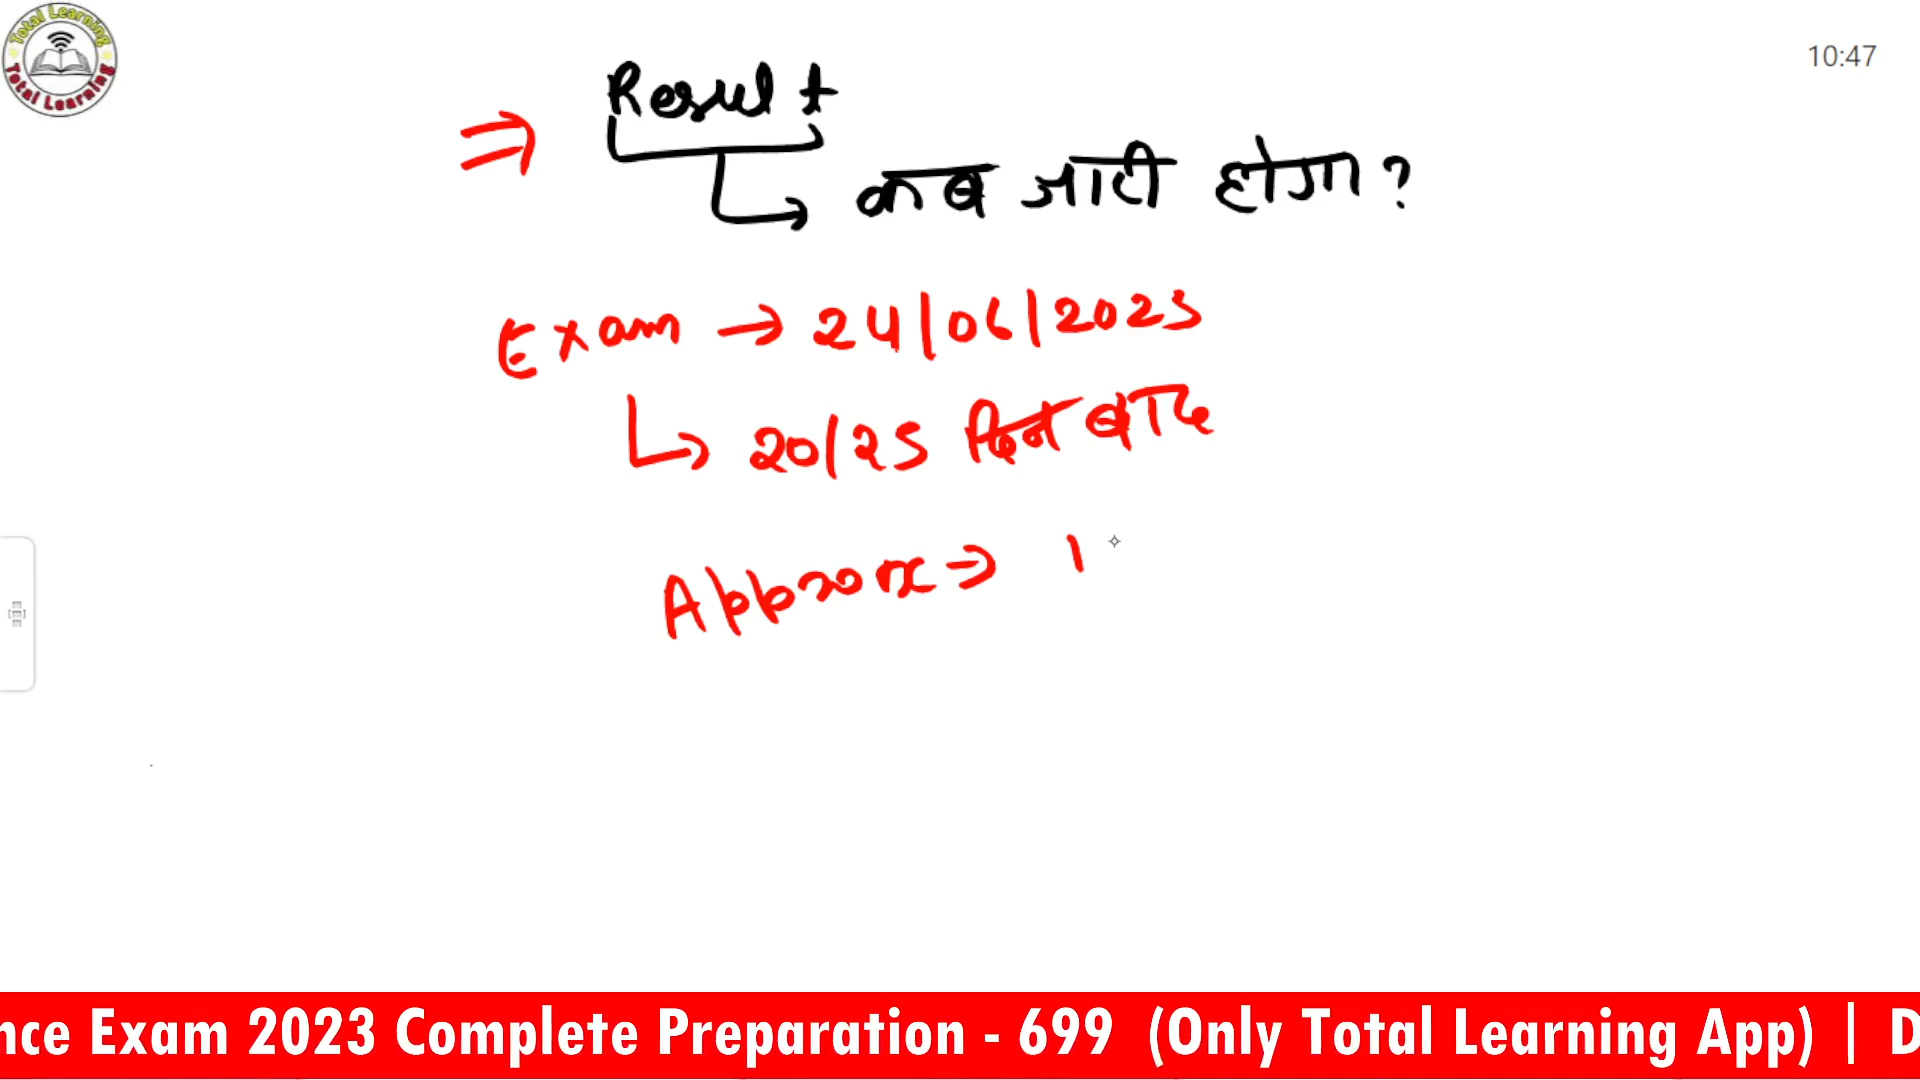 Total Learning
Total Learning
10:47
⇒ Result
→ कब जारी होगा?
Exam → 24/06/2023
→ 20/25 दिन बाद
Approx → 1
nce Exam 2023 Complete Preparation - 699 (Only Total Learning App) | D